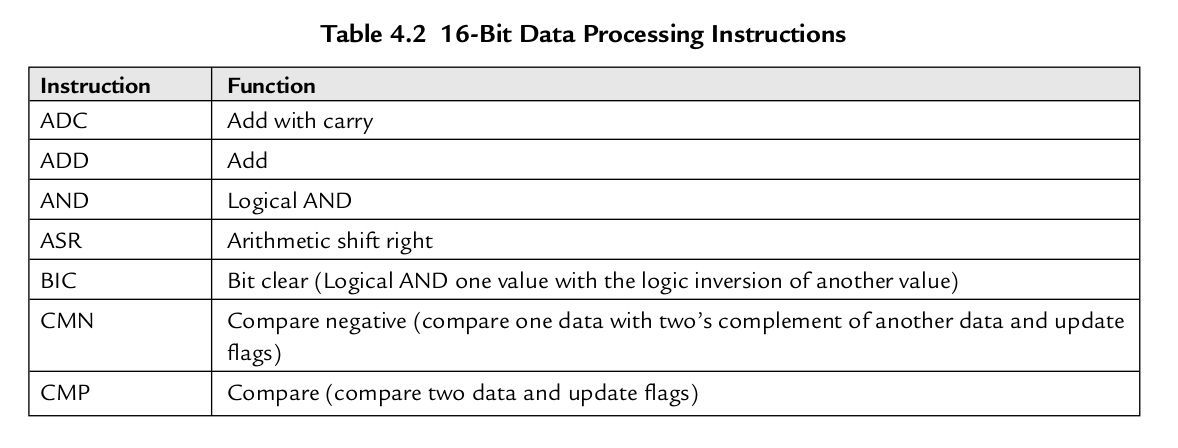 Table 4.2 16-Bit Data Processing Instructions
Instruction Function
ADC Add with carry
ADD Add
AND Logical AND
ASR Arithmetic shift right
BIC Bit clear (Logical AND one value with the logic inversion of another value)
CMN Compare negative (compare one data with two’s complement of another data and update
flags)
CMP Compare (compare two data and update flags)